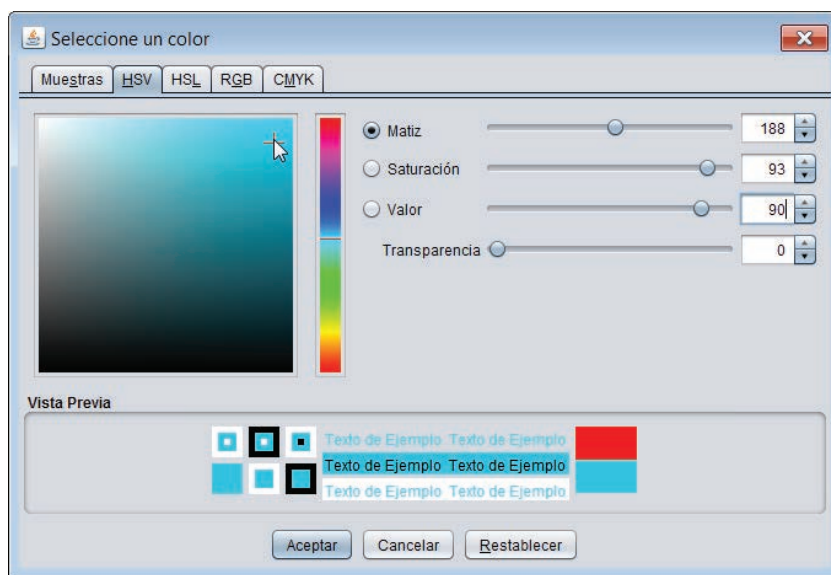 Seleccione un color
Muestras HSV HSL RGB CMYK
Matiz 188
Saturación 93
Valor 90
Transparencia 0
Vista Previa
Texto de Ejemplo Texto de Ejemplo
Texto de Ejemplo Texto de Ejemplo
Texto de Ejemplo Texto de Ejemplo
Aceptar Cancelar Restablecer